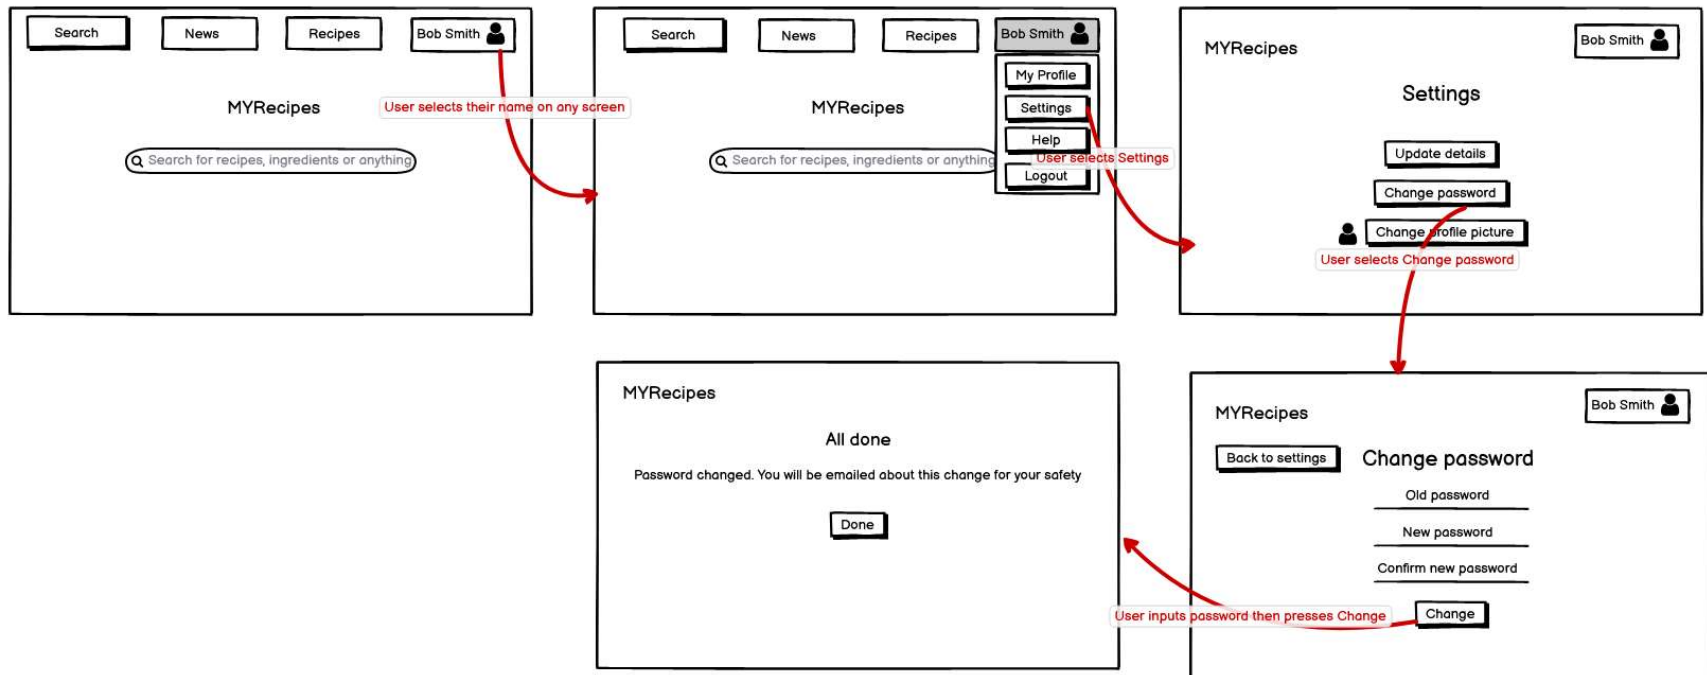 Search
News
Recipes
Bob Smith
MYRecipes
Search for recipes, ingredients or anything
User selects their name on any screen
Search
News
Recipes
Bob Smith
My Profile
Settings
Help
Logout
MYRecipes
Search for recipes, ingredients or anything
User selects Settings
MYRecipes
Bob Smith
Settings
Update details
Change password
Change profile picture
User selects Change password
MYRecipes
Bob Smith
Back to settings
Change password
Old password
New password
Confirm new password
Change
User inputs password then presses Change
MYRecipes
All done
Password changed. You will be emailed about this change for your safety
Done